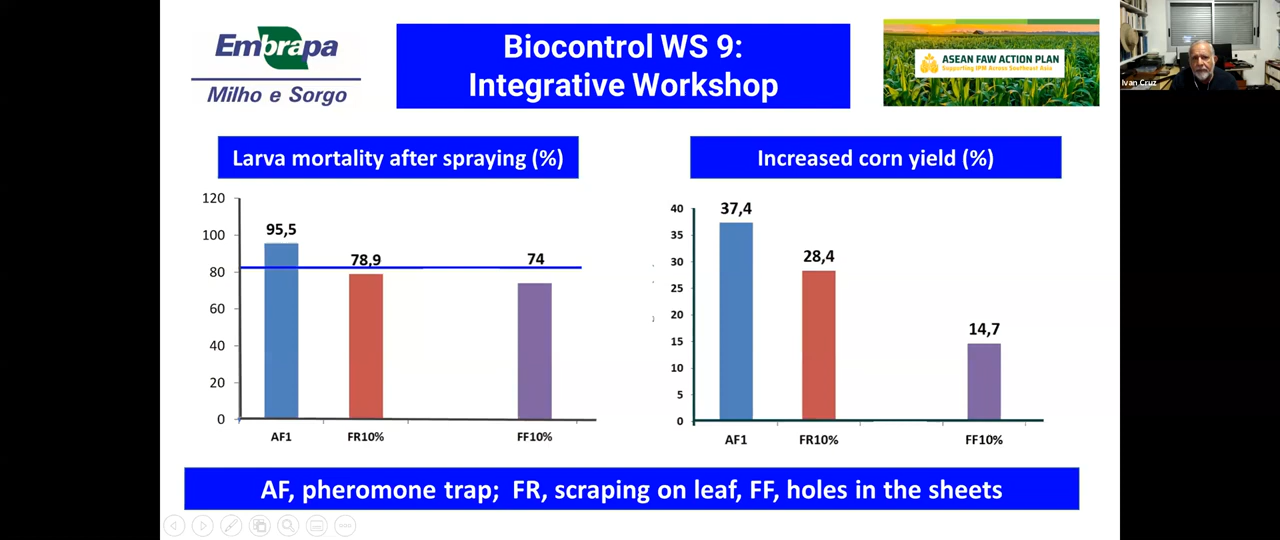 Embrapa
Milho e Sorgo
Biocontrol WS 9:
Integrative Workshop
ASEAN FAW ACTION PLAN
Supporting IPM Across Southeast Asia
Ivan Cruz
Larva mortality after spraying (%)
120
100
80
60
40
20
0
95,5
78,9
74
AF1
FR10%
FF10%
Increased corn yield (%)
40
35
30
25
20
15
10
5
0
37,4
28,4
14,7
AF1
FR10%
FF10%
AF, pheromone trap; FR, scraping on leaf, FF, holes in the sheets